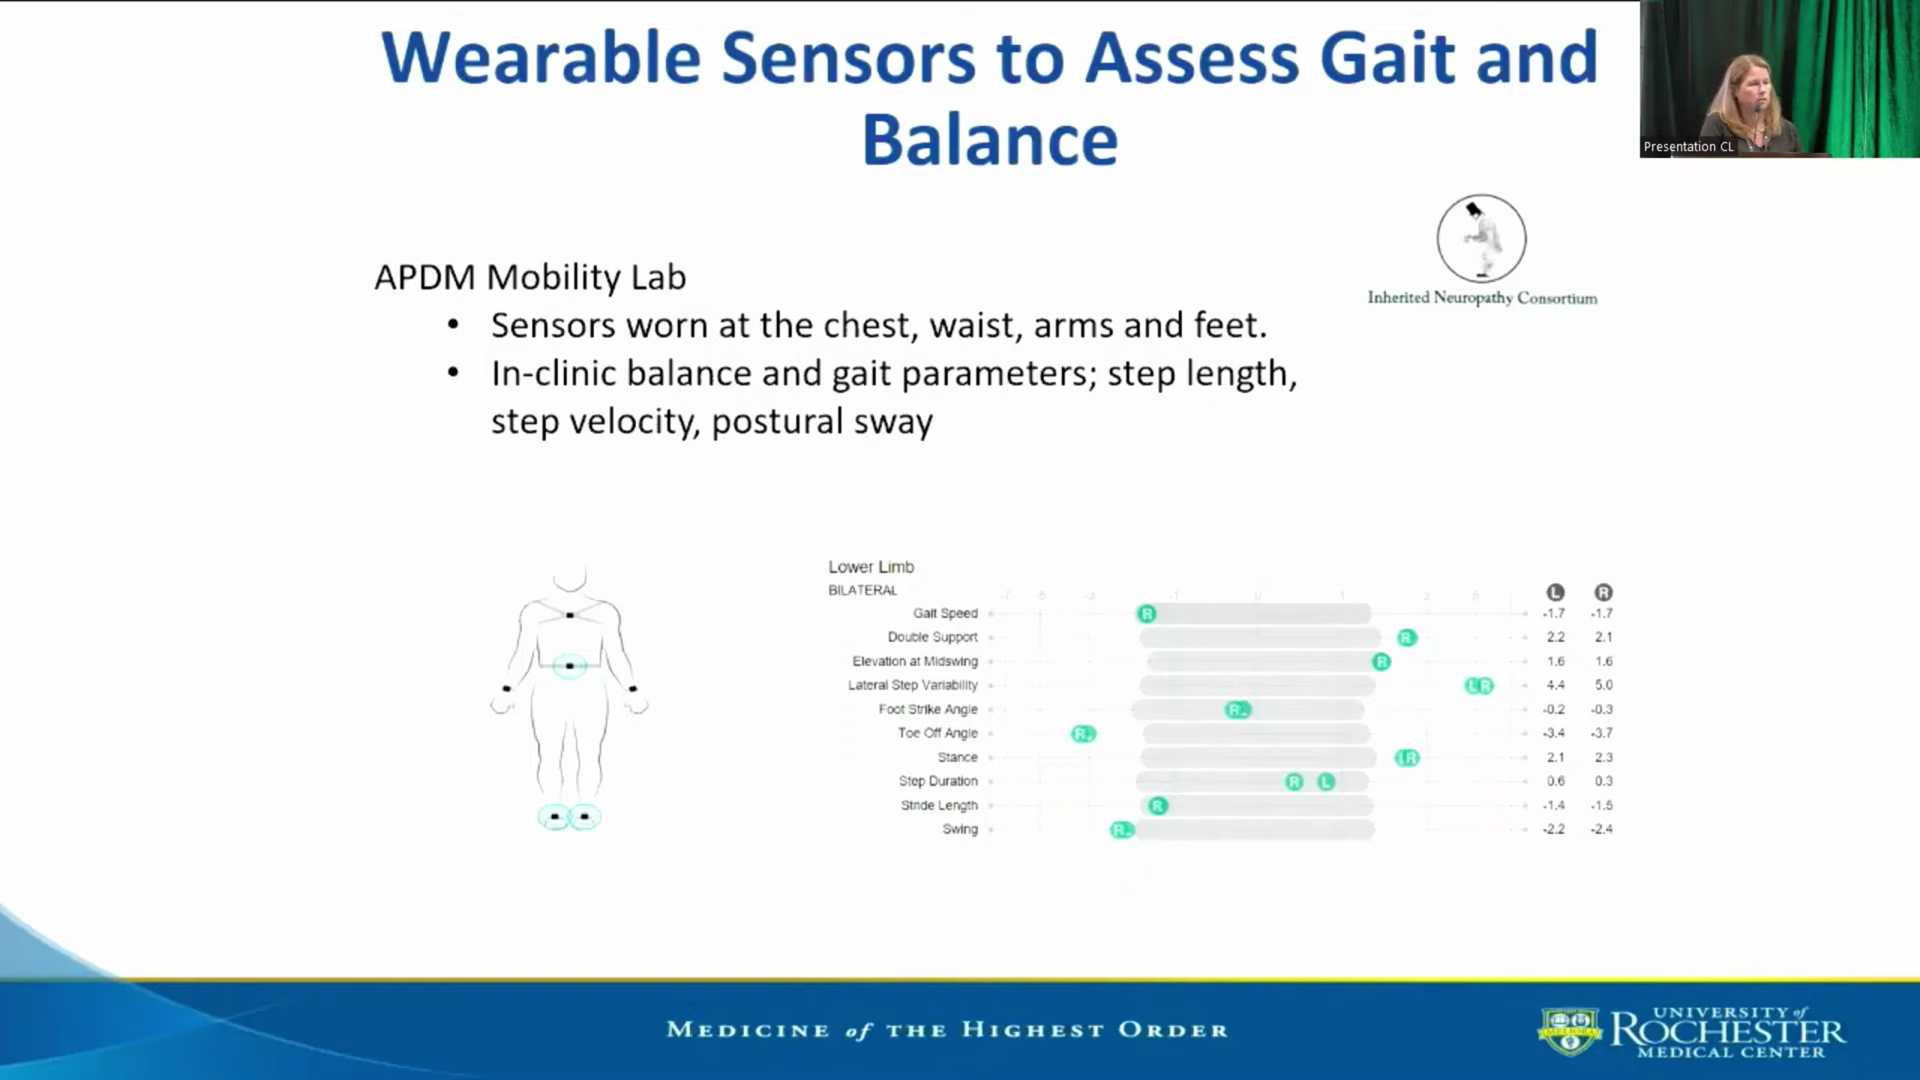 Wearable Sensors to Assess Gait and
Balance
Presentation CL
Inherited Neuropathy Consortium
APDM Mobility Lab
• Sensors worn at the chest, waist, arms and feet.
• In-clinic balance and gait parameters; step length,
step velocity, postural sway
Lower Limb
BILATERAL
L R
Gait Speed R -1.7 -1.7
Double Support R 2.2 2.1
Elevation at Midswing R 1.6 1.6
Lateral Step Variability L R 4.4 5.0
Foot Strike Angle R -0.2 -0.3
Toe Off Angle R -3.4 -3.7
Stance L R 2.1 2.3
Step Duration R L 0.6 0.3
Stride Length R -1.4 -1.5
Swing R -2.2 -2.4
MEDICINE of THE HIGHEST ORDER
UNIVERSITY of
ROCHESTER
MEDICAL CENTER